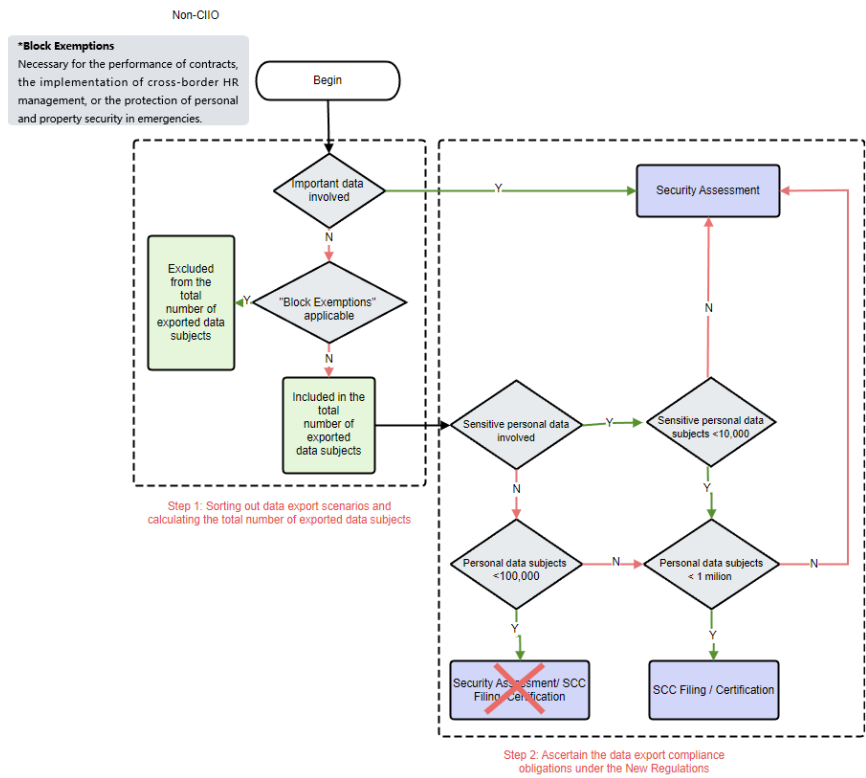 Non-CIIO
*Block Exemptions
Necessary for the performance of contracts,
the implementation of cross-border HR
management, or the protection of personal
and property security in emergencies.
Begin
Important data
involved
Y
Security Assessment
N
Excluded
from the
total
number of
exported data
subjects
Y
"Block Exemptions"
applicable
N
N
Included in the
total
number of
exported
data subjects
Sensitive personal data
involved
Y
Sensitive personal data
subjects <10,000
N
Y
Step 1: Sorting out data export scenarios and
calculating the total number of exported data subjects
Personal data subjects
<100,000
N
Personal data subjects
< 1 milion
N
Y
Y
Security Assessment/ SCC
Filing /Certification
SCC Filing / Certification
Step 2: Ascertain the data export compliance
obligations under the New Regulations